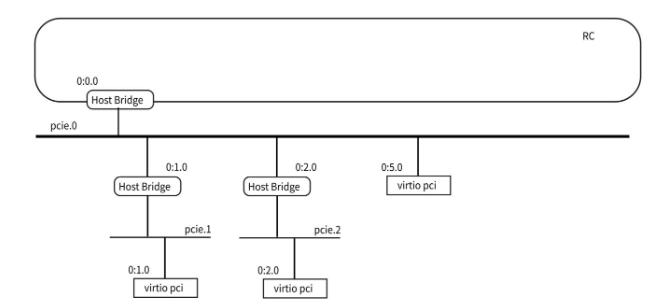 RC
0:0.0
Host Bridge
pcie.0
0:1.0
0:2.0
0:5.0
Host Bridge
Host Bridge
virtio pci
pcie.1
pcie.2
0:1.0
0:2.0
virtio pci
virtio pci